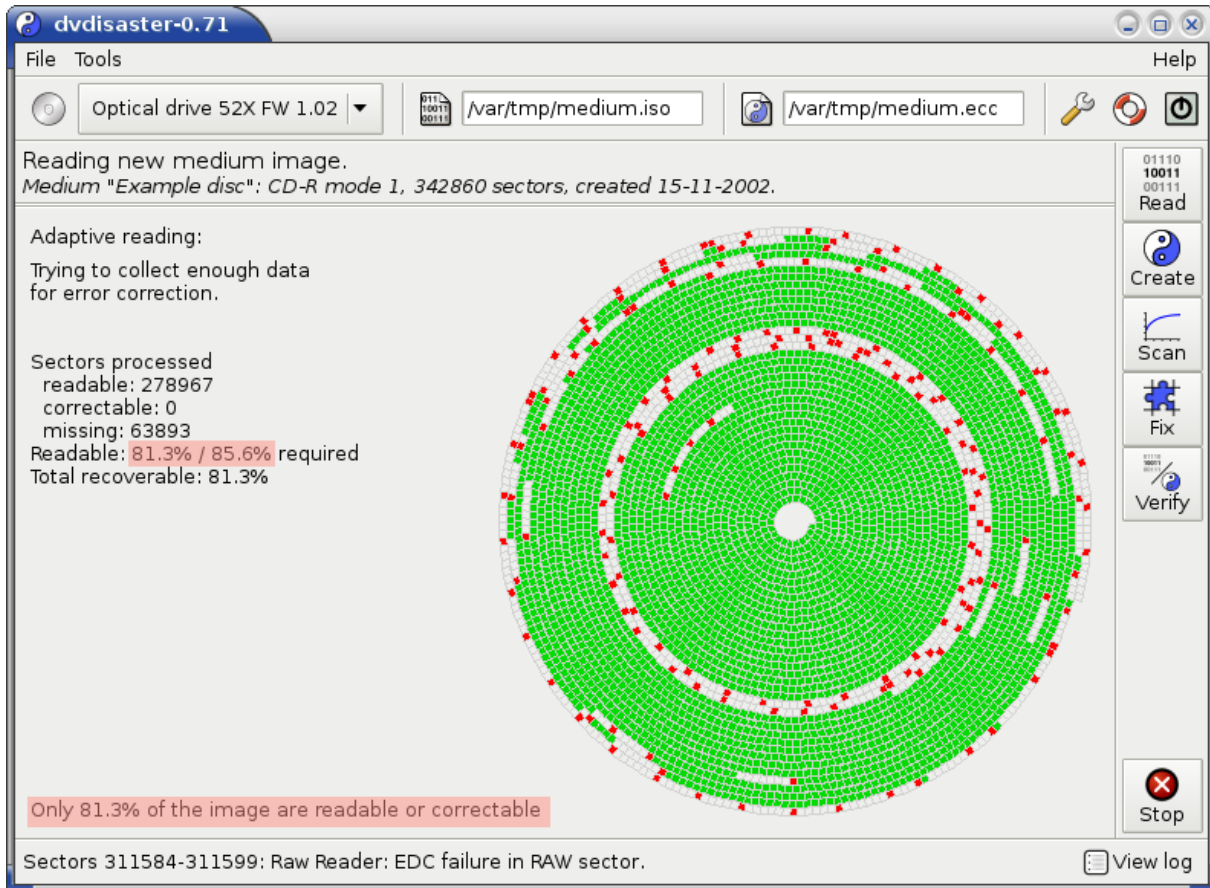 dvdisaster-0.71
File Tools Help
Optical drive 52X FW 1.02 /var/tmp/medium.iso /var/tmp/medium.ecc
Reading new medium image.
Medium "Example disc": CD-R mode 1, 342860 sectors, created 15-11-2002.
Adaptive reading:
Trying to collect enough data
for error correction.
Sectors processed
readable: 278967
correctable: 0
missing: 63893
Readable: 81.3% / 85.6% required
Total recoverable: 81.3%
Only 81.3% of the image are readable or correctable
01110
10011
00111
Read
Create
Scan
Fix
Verify
Stop
Sectors 311584-311599: Raw Reader: EDC failure in RAW sector.
View log